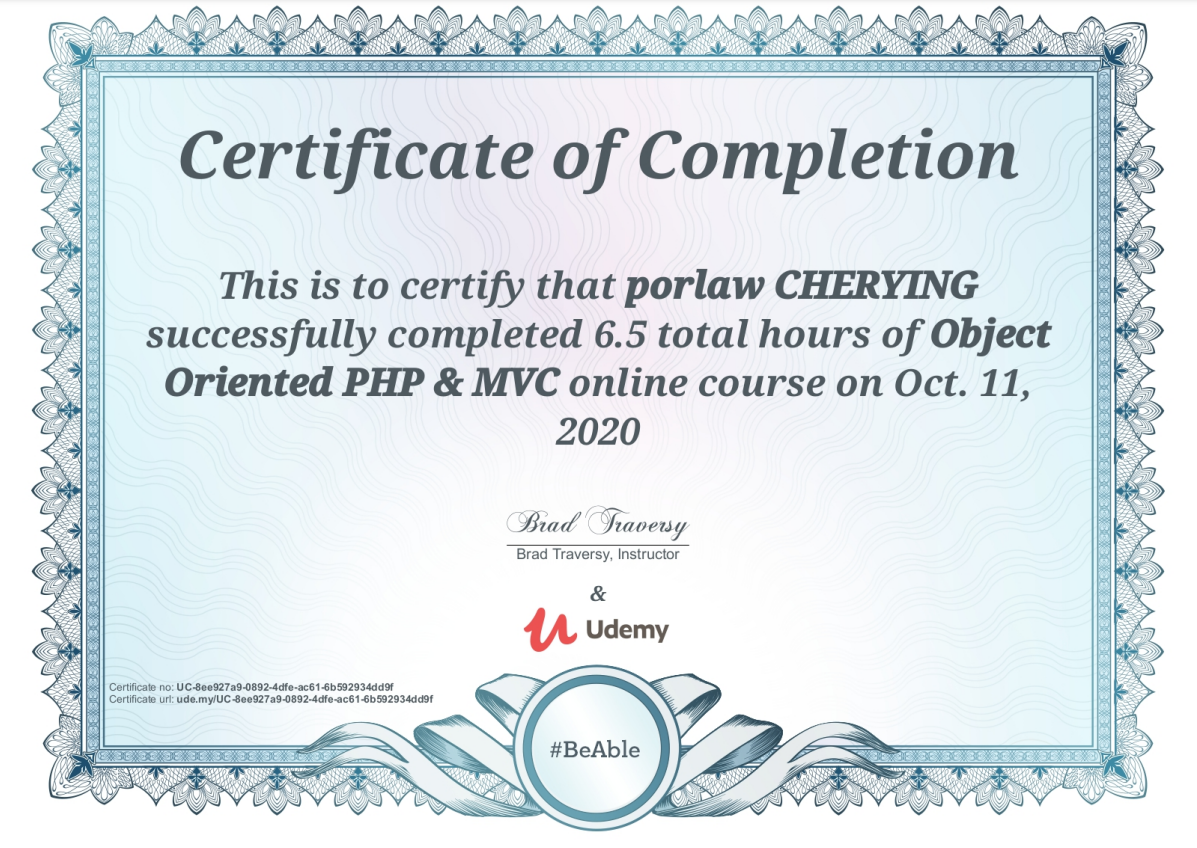 Certificate of Completion
This is to certify that porlaw CHERYING
successfully completed 6.5 total hours of Object
Oriented PHP & MVC online course on Oct. 11,
2020
Brad Traversy
Brad Traversy, Instructor
&
Udemy
Certificate no: UC-8ee927a9-0892-4dfe-ac61-6b592934dd9f
Certificate url: ude.my/UC-8ee927a9-0892-4dfe-ac61-6b592934dd9f
#BeAble